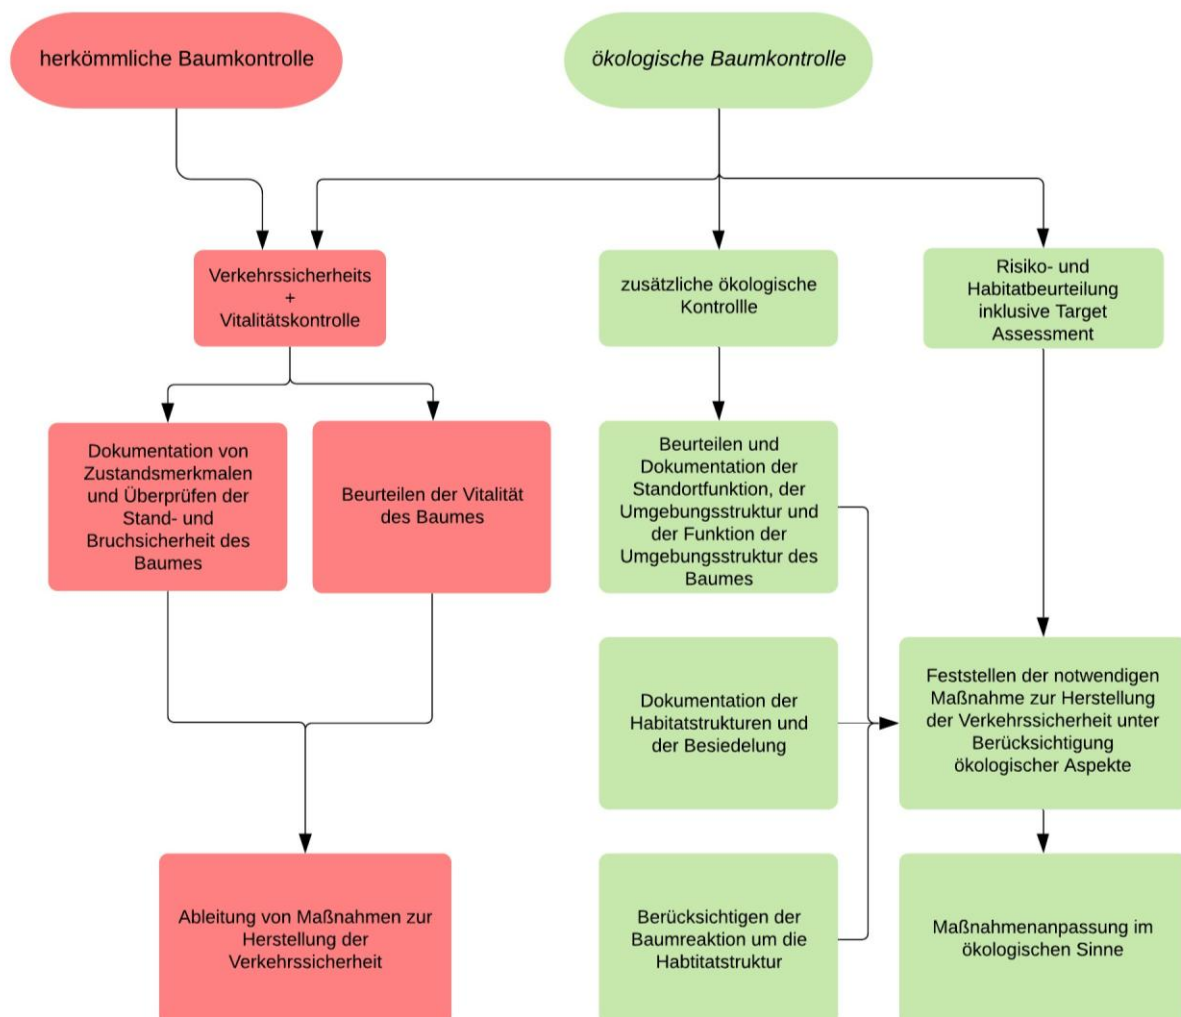 herkömmliche Baumkontrolle
ökologische Baumkontrolle
Verkehrssicherheits
+
Vitalitätskontrolle
zusätzliche ökologische
Kontrollle
Risiko- und
Habitatbeurteilung
inklusive Target
Assessment
Dokumentation von
Zustandsmerkmalen
und Überprüfen der
Stand- und
Bruchsicherheit des
Baumes
Beurteilen der Vitalität
des Baumes
Beurteilen und
Dokumentation der
Standortfunktion, der
Umgebungsstruktur und
der Funktion der
Umgebungsstruktur des
Baumes
Dokumentation der
Habitatstrukturen und
der Besiedelung
Feststellen der notwendigen
Maßnahme zur Herstellung
der Verkehrssicherheit unter
Berücksichtigung
ökologischer Aspekte
Ableitung von Maßnahmen zur
Herstellung der
Verkehrssicherheit
Berücksichtigen der
Baumreaktion um die
Habtitatstruktur
Maßnahmenanpassung im
ökologischen Sinne